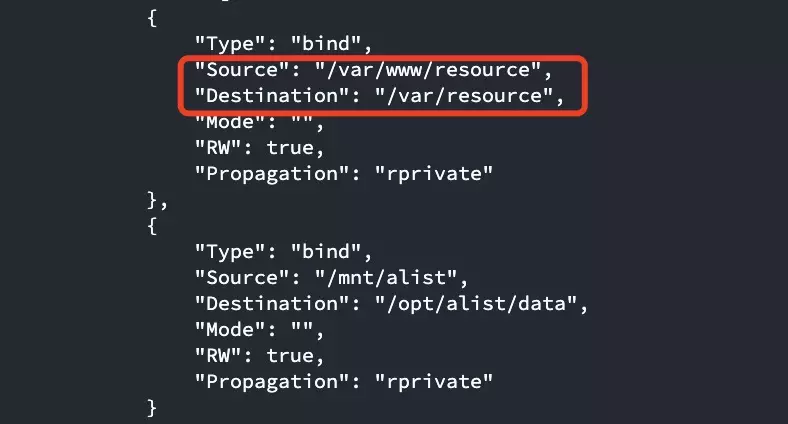 {
"Type": "bind",
"Source": "/var/www/resource",
"Destination": "/var/resource",
"Mode": "",
"RW": true,
"Propagation": "rprivate"
},
{
"Type": "bind",
"Source": "/mnt/alist",
"Destination": "/opt/alist/data",
"Mode": "",
"RW": true,
"Propagation": "rprivate"
}